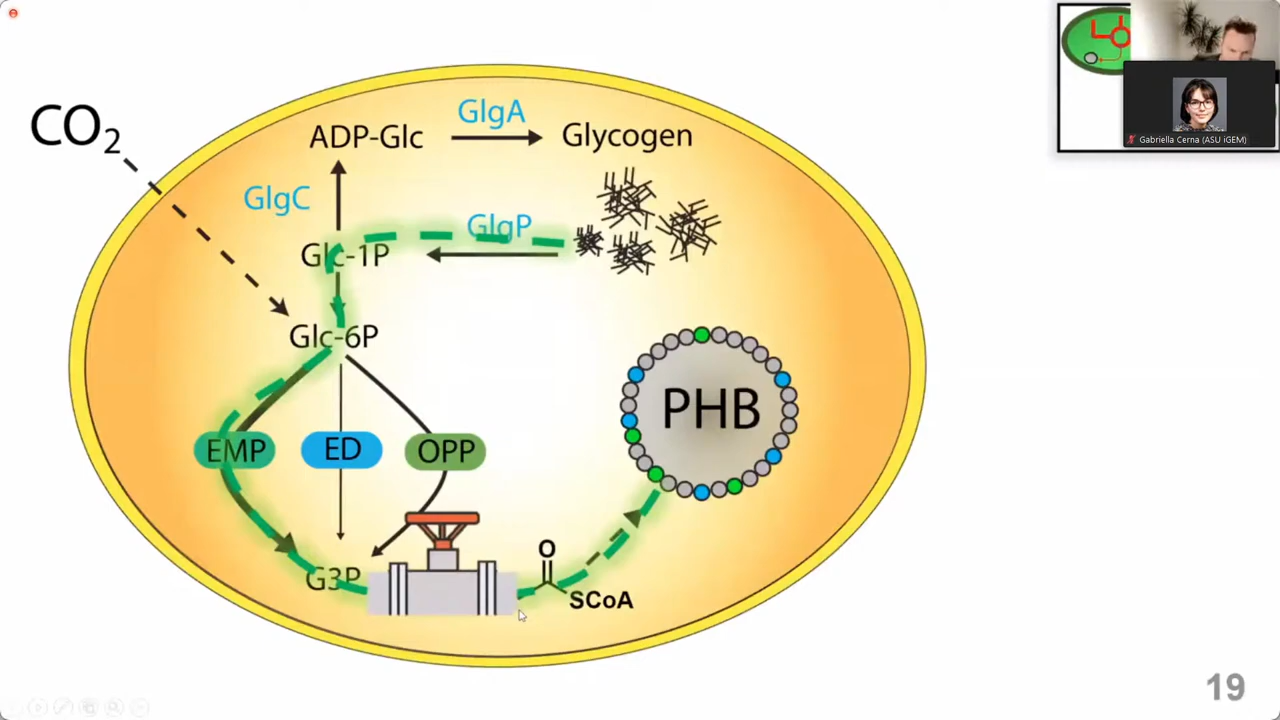 CO₂
ADP-Glc
GlgA
Glycogen
GlgC
GlgP
Glc-1P
Glc-6P
EMP
ED
OPP
PHB
G3P
O
SCoA
Gabriella Cerna (ASU iGEM)
19